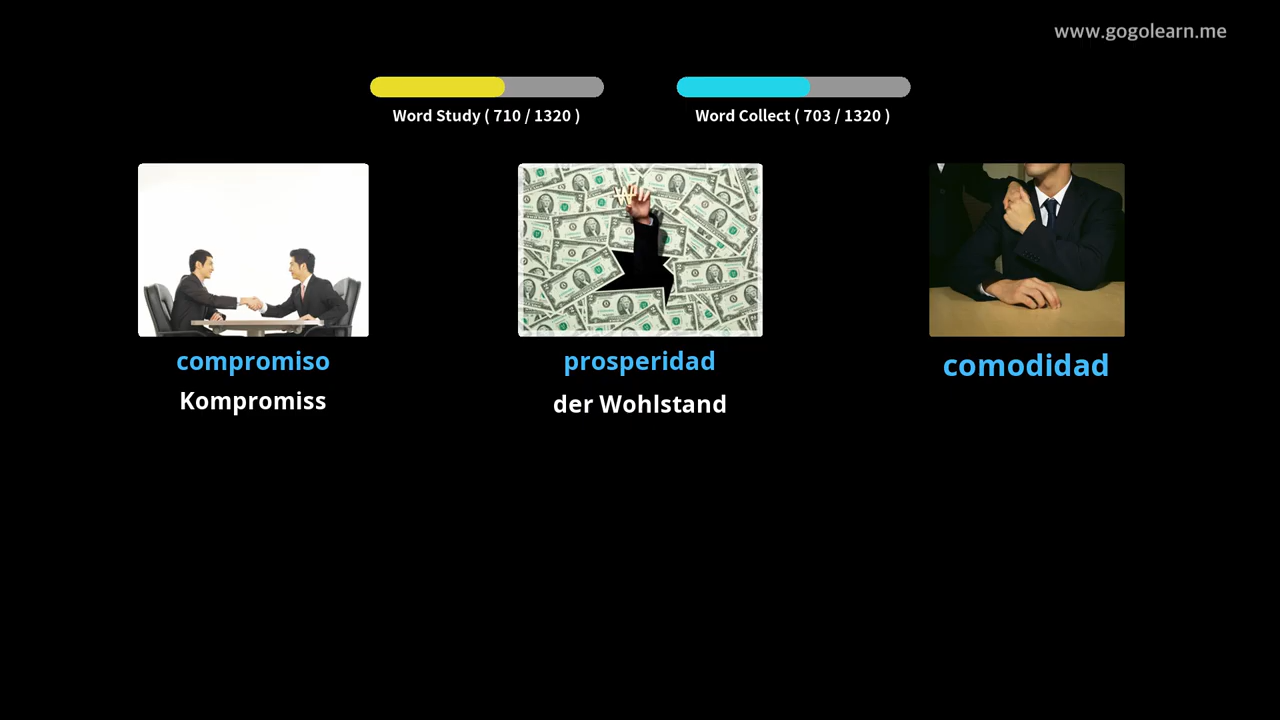 www.gogolearn.me
Word Study ( 710 / 1320 )
Word Collect ( 703 / 1320 )
compromiso
Kompromiss
prosperidad
der Wohlstand
comodidad